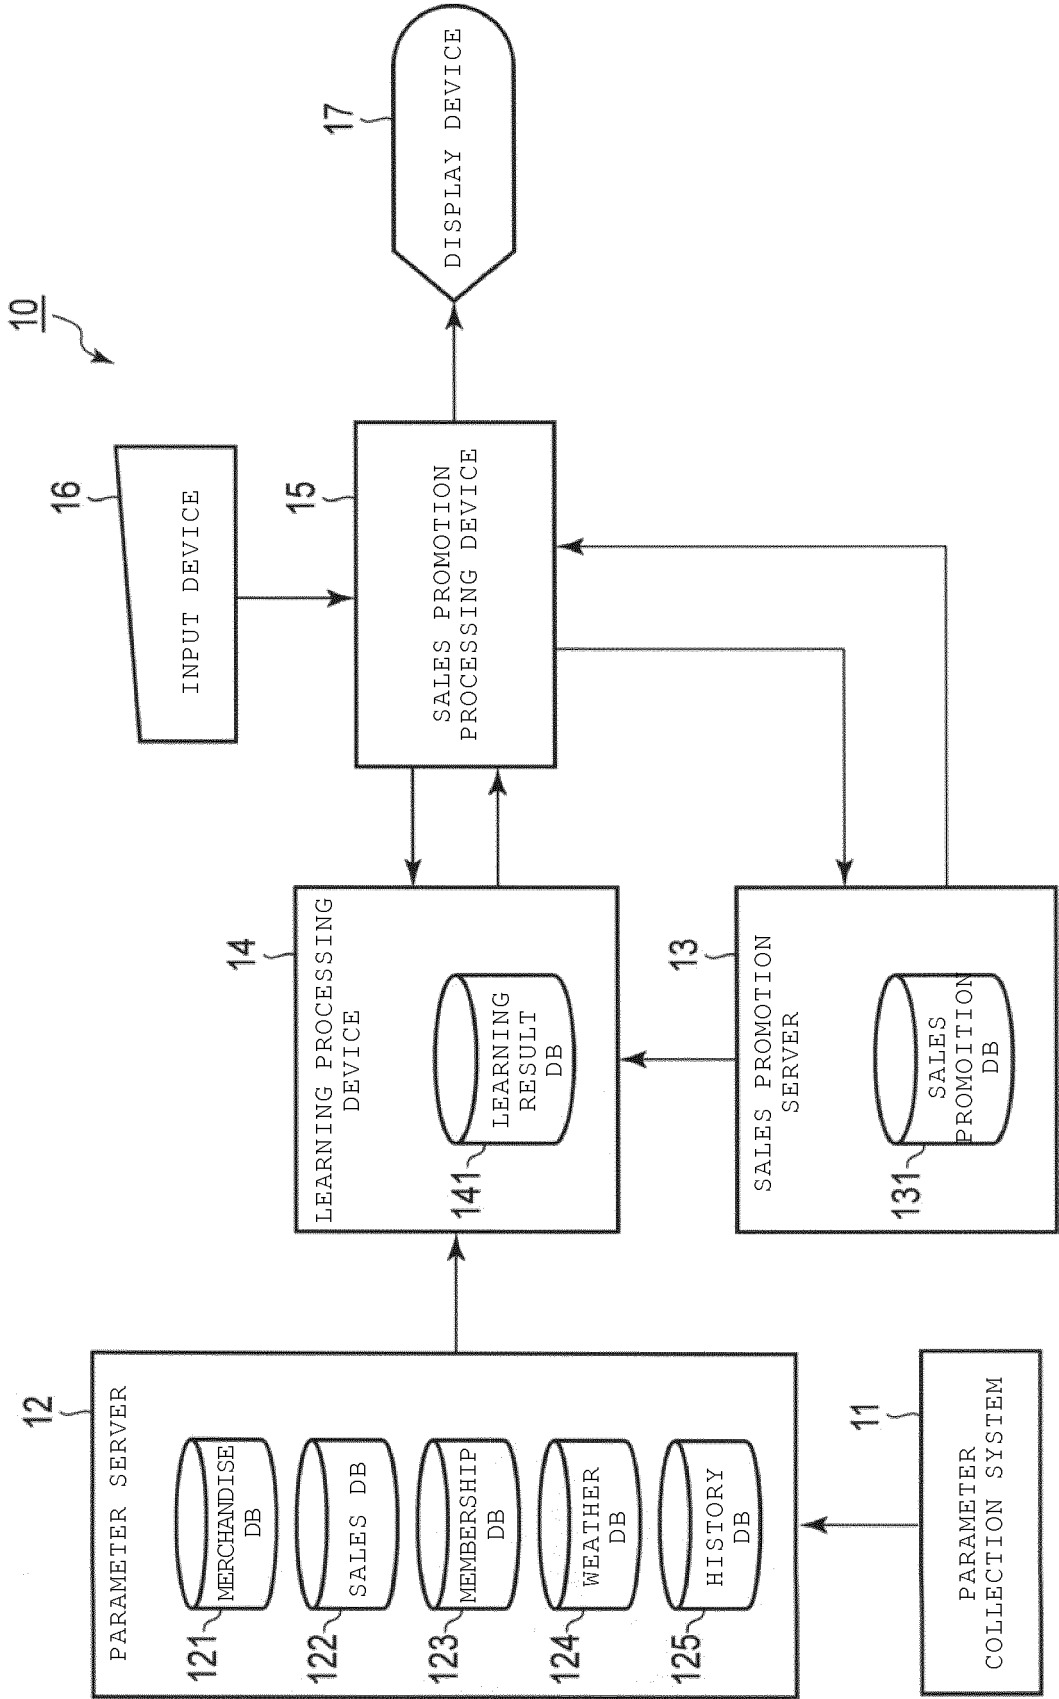 10
12
PARAMETER SERVER
121
MERCHANDISE
DB
122
SALES DB
123
MEMBERSHIP
DB
124
WEATHER
DB
125
HISTORY
DB
11
PARAMETER
COLLECTION SYSTEM
14
LEARNING PROCESSING
DEVICE
141
LEARNING
RESULT
DB
13
SALES PROMOTION
SERVER
131
SALES
PROMOITION
DB
16
INPUT DEVICE
15
SALES PROMOTION
PROCESSING DEVICE
17
DISPLAY DEVICE